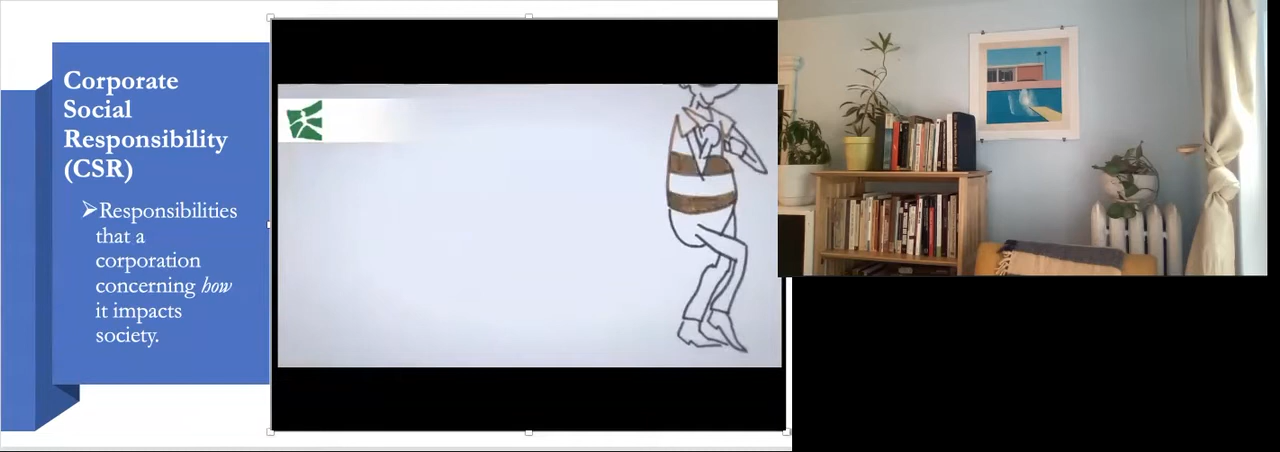 Corporate
Social
Responsibility
(CSR)
➢Responsibilities
that a
corporation
concerning how
it impacts
society.